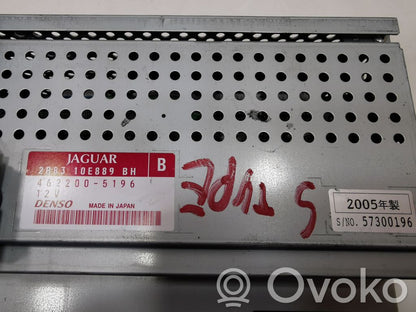 JAGUAR
B
2R83 10E889 BH
462200-5196
12V
DENSO MADE IN JAPAN
S TYPE
2005年製
S/NO. 57300196
Ovoko